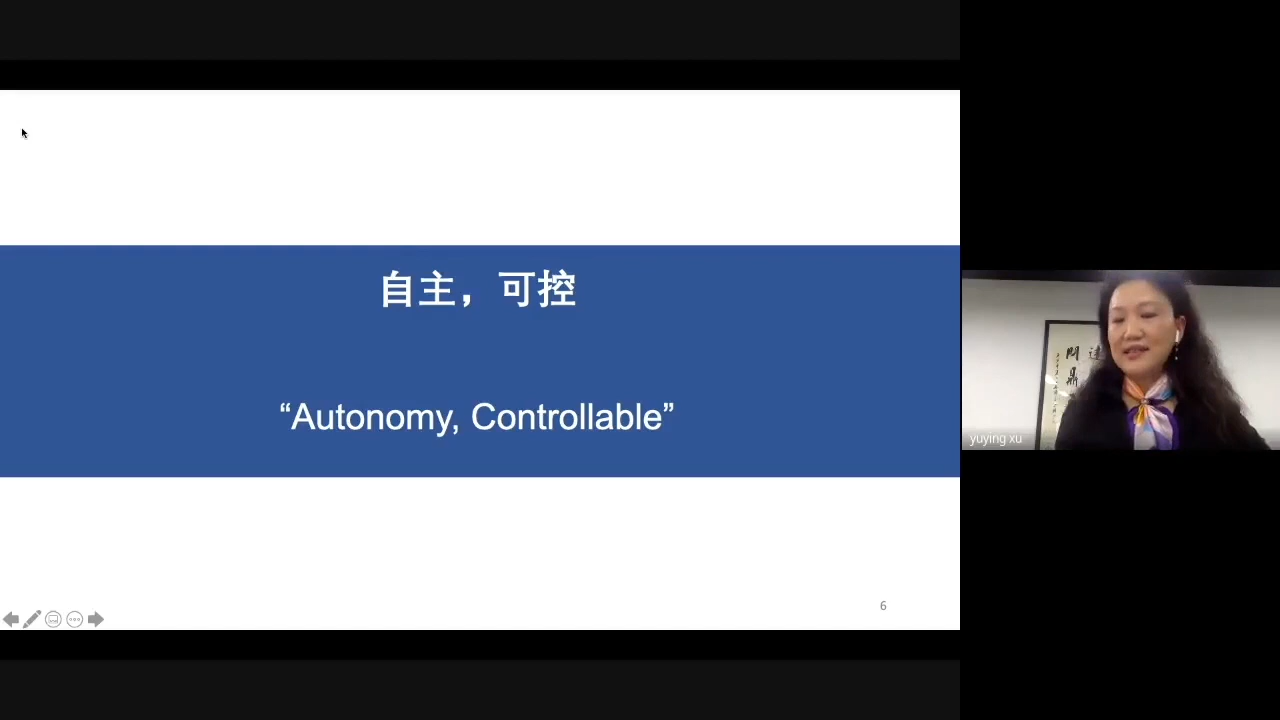 自主，可控
“Autonomy, Controllable”
6
yuying xu